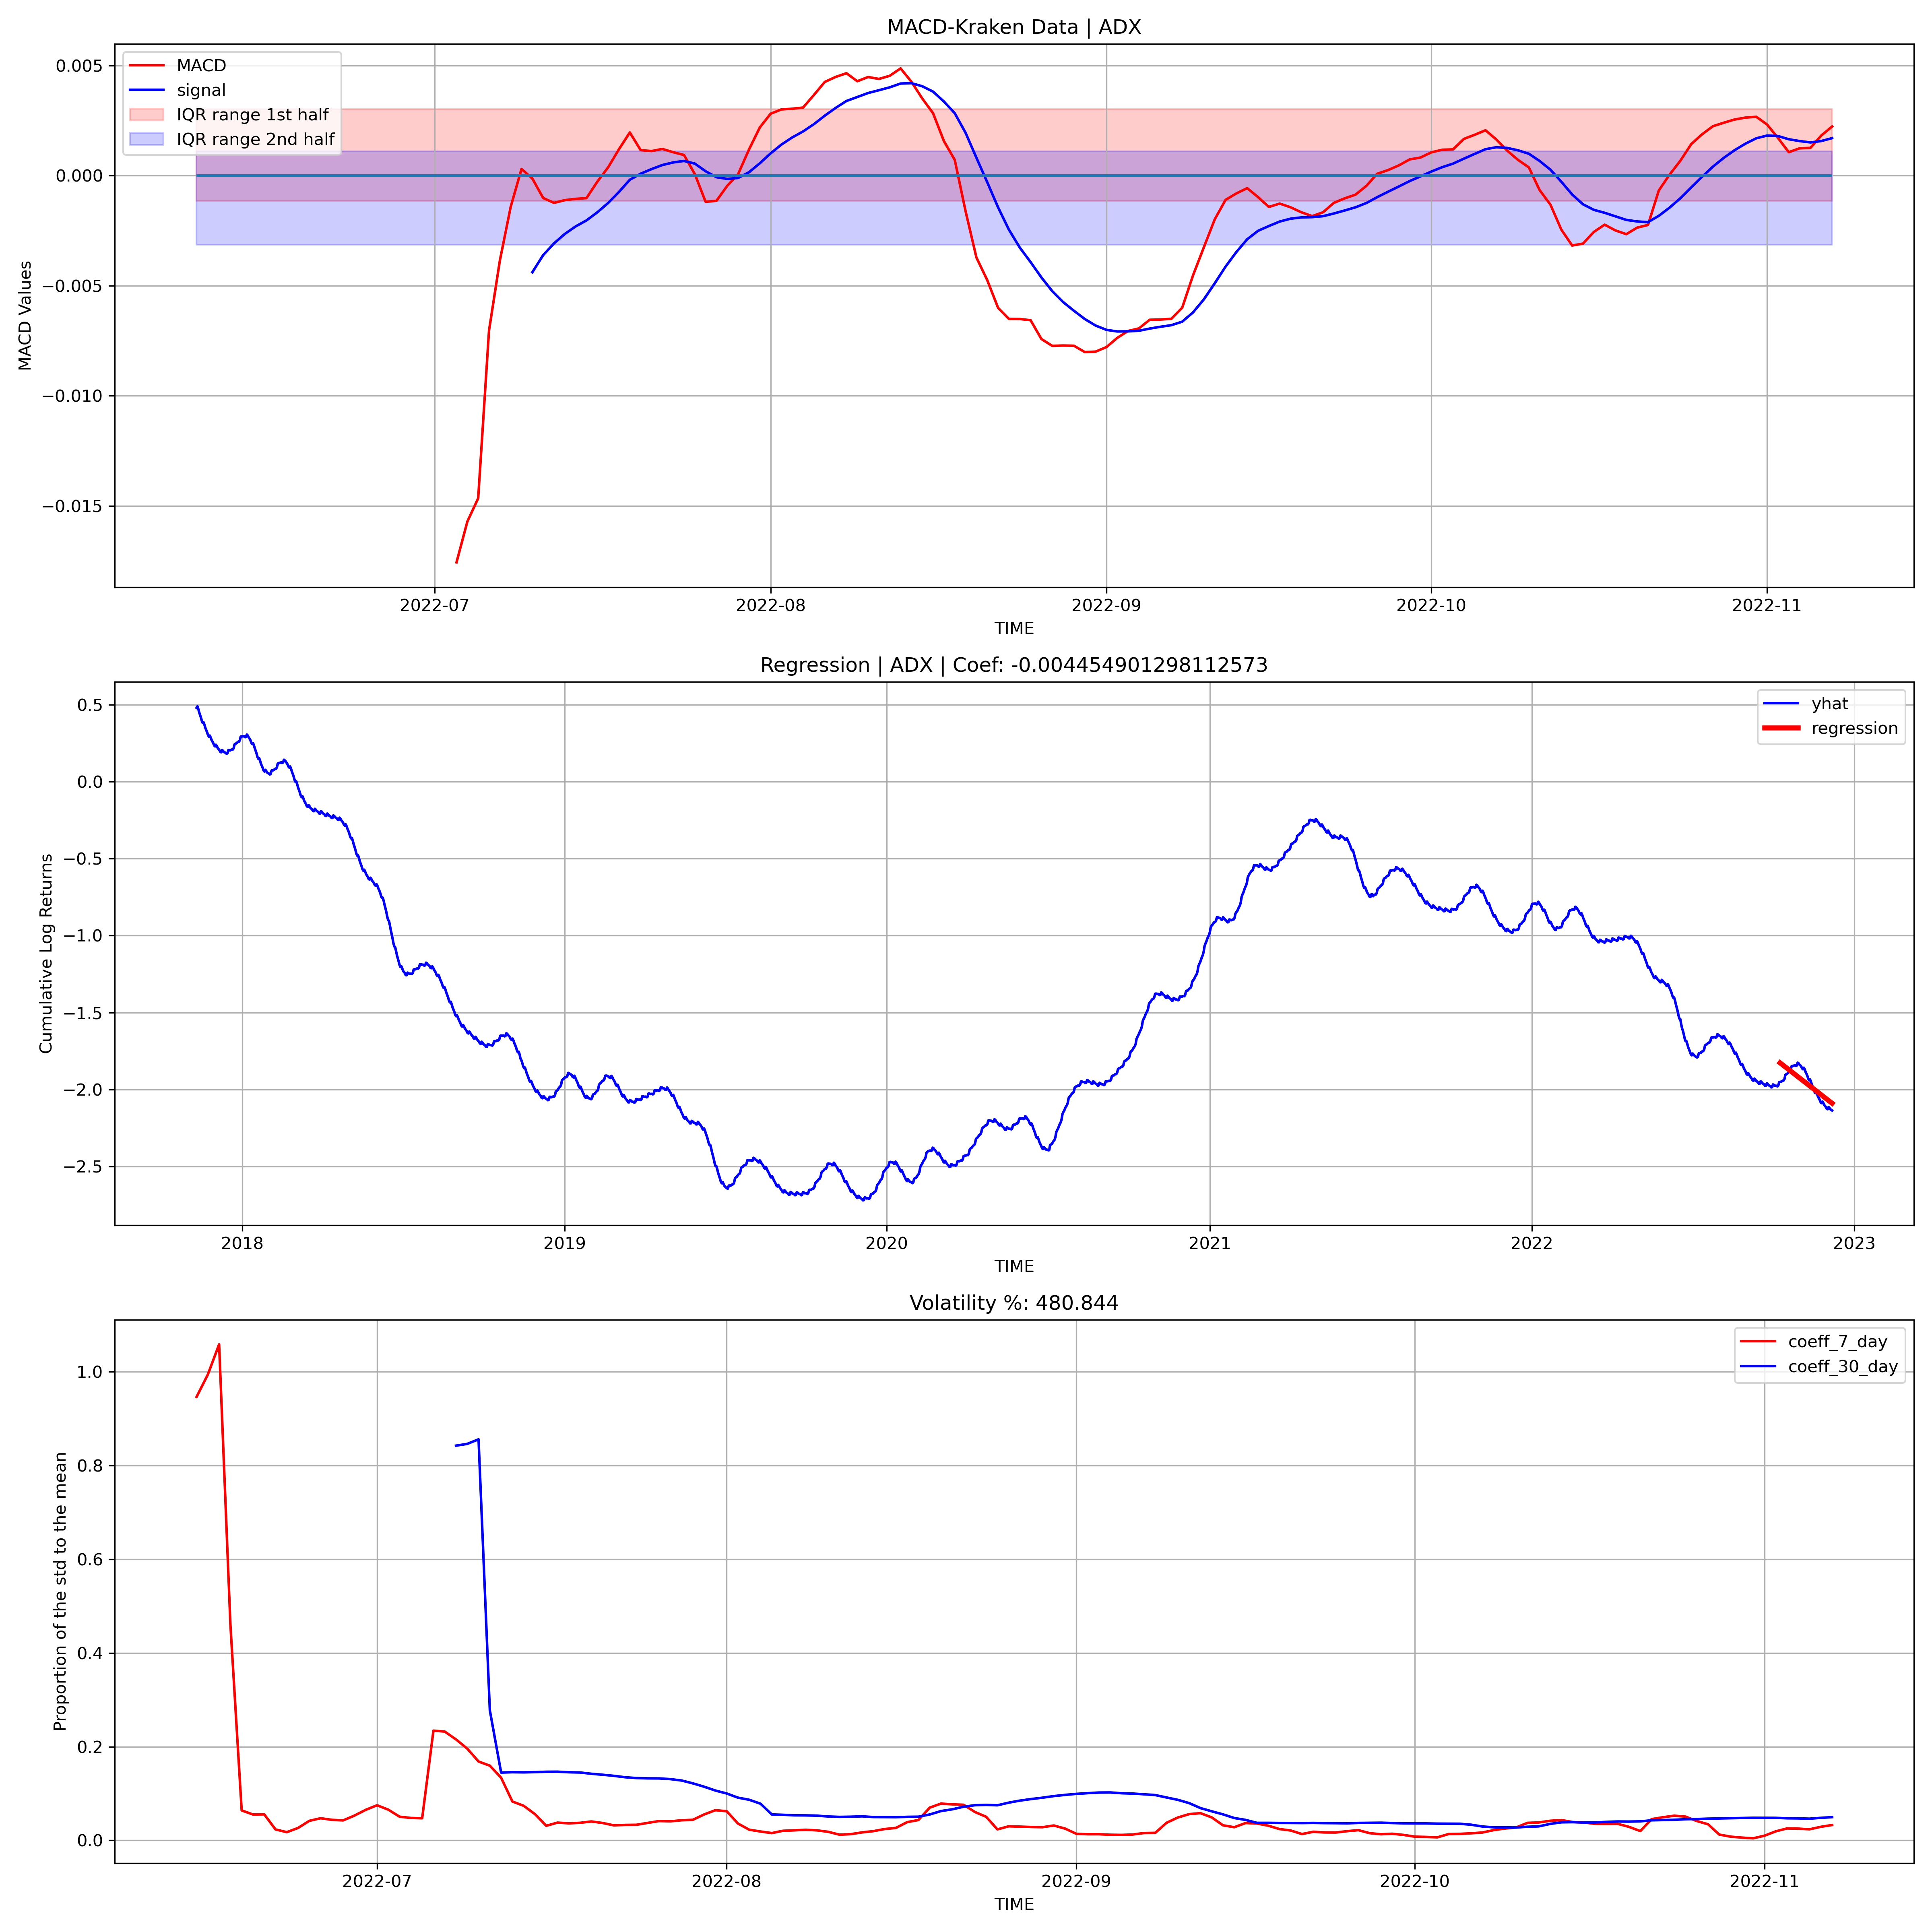 MACD-Kraken Data | ADX
MACD
signal
IQR range 1st half
IQR range 2nd half
MACD Values
0.005
0.000
−0.005
−0.010
−0.015
2022-07
2022-08
2022-09
2022-10
2022-11
TIME
Regression | ADX | Coef: -0.004454901298112573
yhat
regression
Cumulative Log Returns
0.5
0.0
−0.5
−1.0
−1.5
−2.0
−2.5
2018
2019
2020
2021
2022
2023
TIME
Volatility %: 480.844
coeff_7_day
coeff_30_day
Proportion of the std to the mean
1.0
0.8
0.6
0.4
0.2
0.0
2022-07
2022-08
2022-09
2022-10
2022-11
TIME